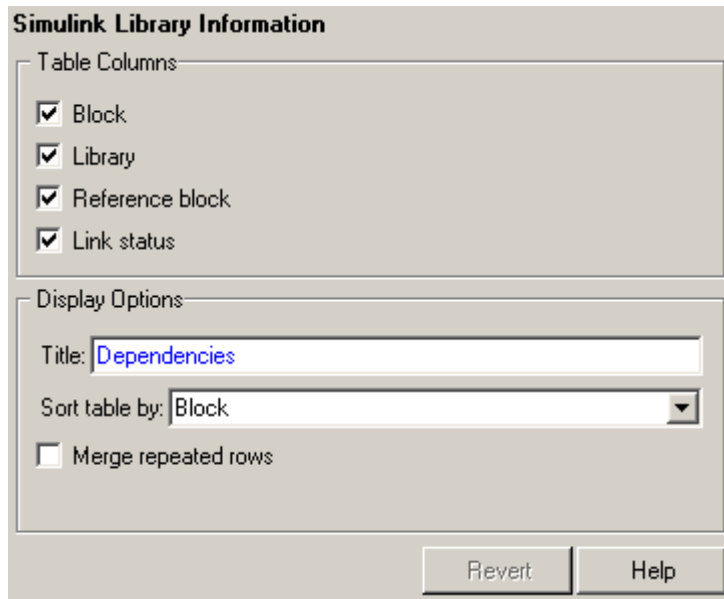 Simulink Library Information
Table Columns
Block
Library
Reference block
Link status
Display Options
Title: Dependencies
Sort table by: Block
Merge repeated rows
Revert Help